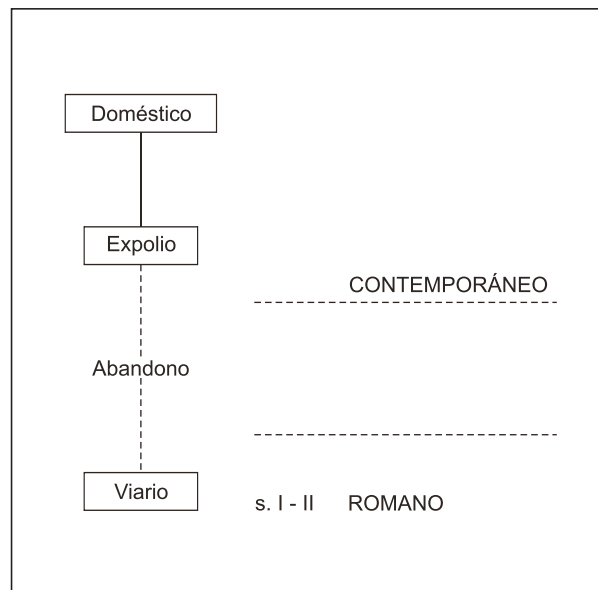 Doméstico
Expolio
CONTEMPORÁNEO
Abandono
Viario
s. I - II ROMANO